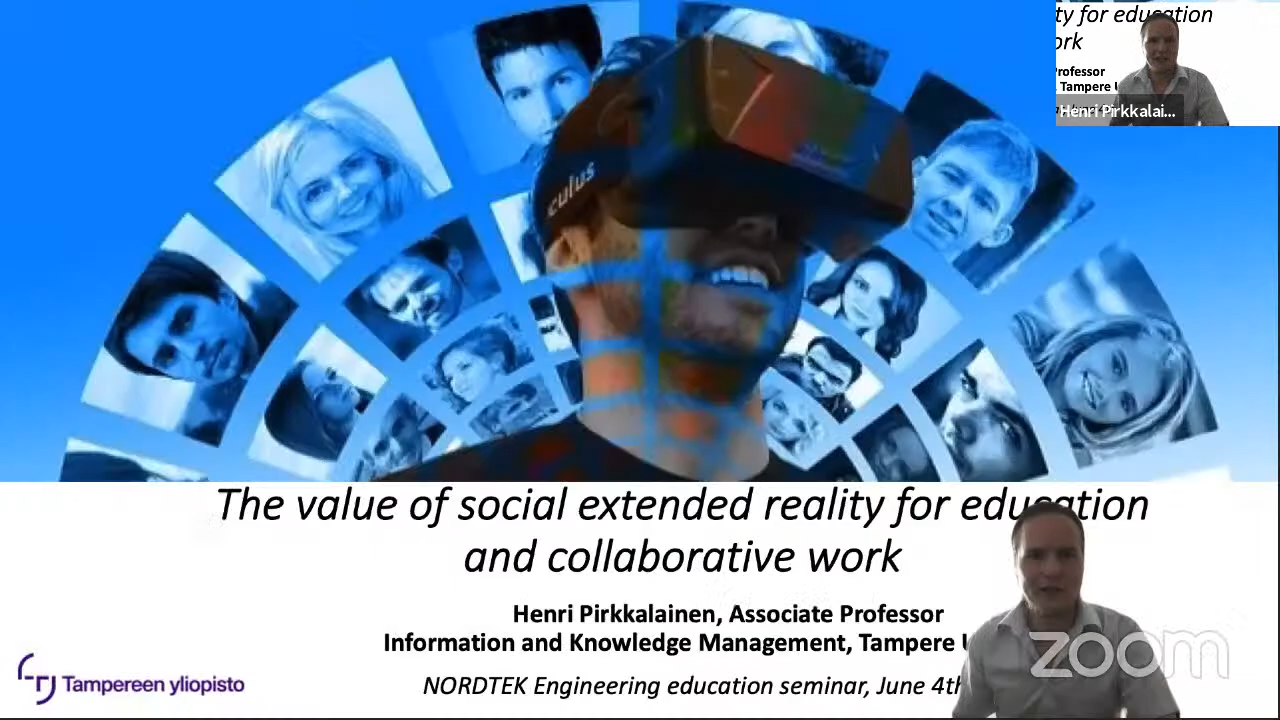 ty for education
ork
Professor
Tampere U
Henri Pirkkalai...
culus
The value of social extended reality for education
and collaborative work
Henri Pirkkalainen, Associate Professor
Information and Knowledge Management, Tampere U
Tampereen yliopisto
NORDTEK Engineering education seminar, June 4th
zoom